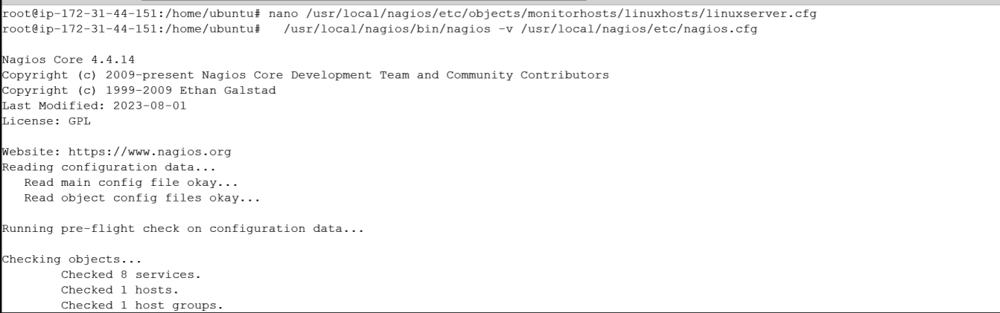 root@ip-172-31-44-151:/home/ubuntu# nano /usr/local/nagios/etc/objects/monitorhosts/linuxhosts/linuxserver.cfg
root@ip-172-31-44-151:/home/ubuntu#   /usr/local/nagios/bin/nagios -v /usr/local/nagios/etc/nagios.cfg

Nagios Core 4.4.14
Copyright (c) 2009-present Nagios Core Development Team and Community Contributors
Copyright (c) 1999-2009 Ethan Galstad
Last Modified: 2023-08-01
License: GPL

Website: https://www.nagios.org
Reading configuration data...
   Read main config file okay...
   Read object config files okay...

Running pre-flight check on configuration data...

Checking objects...
        Checked 8 services.
        Checked 1 hosts.
        Checked 1 host groups.